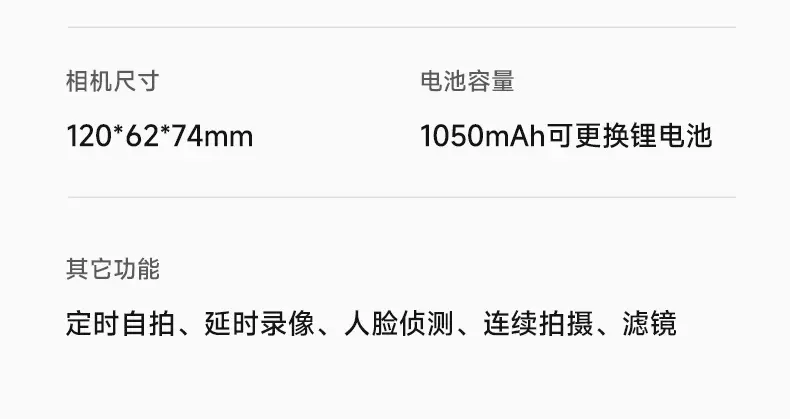 相机尺寸
电池容量
120*62*74mm
1050mAh可更换锂电池
其它功能
定时自拍、延时录像、人脸侦测、连续拍摄、滤镜